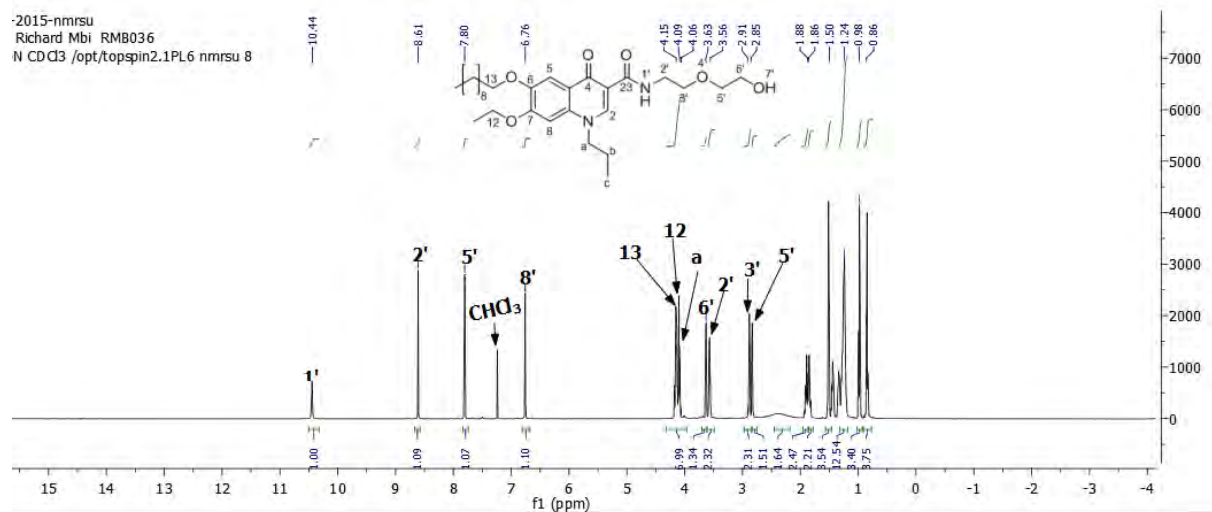 -2015-nmrsu
Richard Mbi RMB036
N CDCl3 /opt/topspin2.1PL6 nmrsu 8
10.44 8.61 7.80 6.76 4.15 4.09 4.06 3.63 3.56 2.91 2.85 1.88 1.86 1.50 1.24 0.98 0.86
O O
13 O 6 5 4 23 1' 2' O 4' 6' 7' OH
8 N H 3' 5'
12 O 7 8 N 2
a b
c
7000
6000
5000
4000
3000
2000
1000
0
1' 2' 5' CHCl3 8' 13 12 a 6' 2' 3' 5'
1.00 1.09 1.07 1.10 6.99 1.34 2.32 2.31 1.51 1.64 2.47 2.21 3.54 12.54 3.40 3.75
15 14 13 12 11 10 9 8 7 6 5 4 3 2 1 0 -1 -2 -3 -4
f1 (ppm)